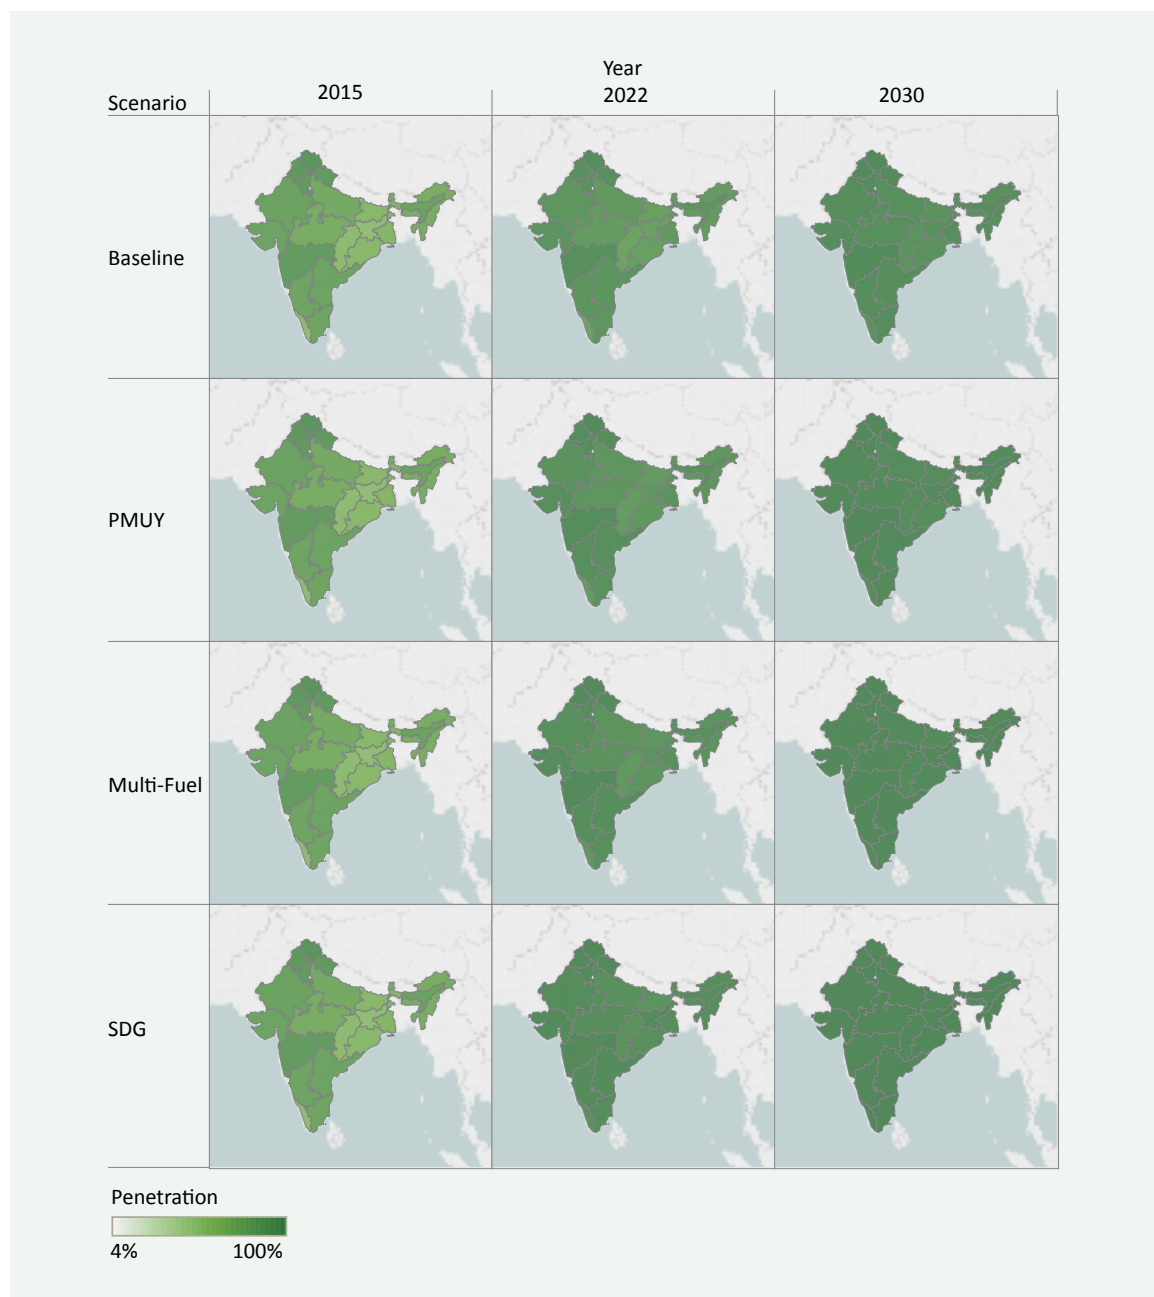 Year
Scenario
2015
2022
2030
Baseline
PMUY
Multi-Fuel
SDG
Penetration
4%
100%